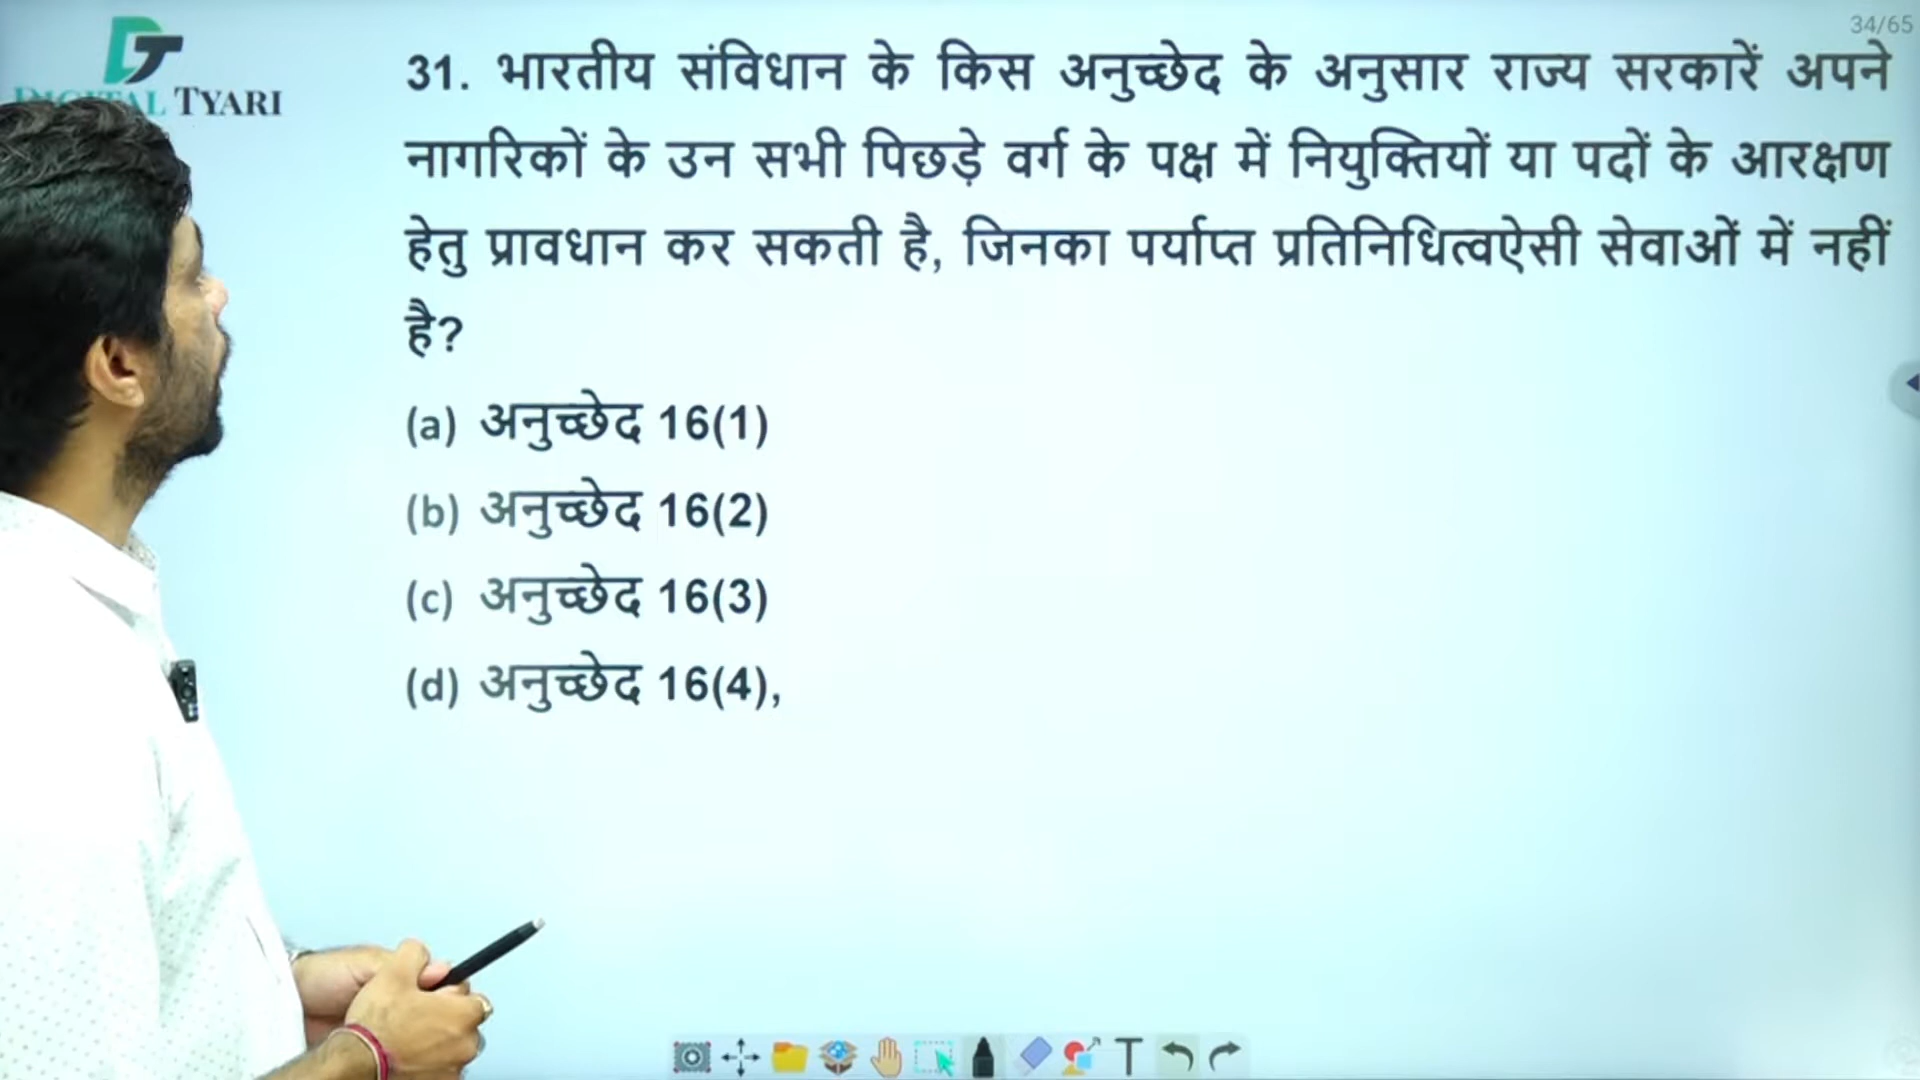 34/65
DIGITAL TYARI
31. भारतीय संविधान के किस अनुच्छेद के अनुसार राज्य सरकारें अपने
नागरिकों के उन सभी पिछड़े वर्ग के पक्ष में नियुक्तियों या पदों के आरक्षण
हेतु प्रावधान कर सकती है, जिनका पर्याप्त प्रतिनिधित्वऐसी सेवाओं में नहीं
है?
(a) अनुच्छेद 16(1)
(b) अनुच्छेद 16(2)
(c) अनुच्छेद 16(3)
(d) अनुच्छेद 16(4),